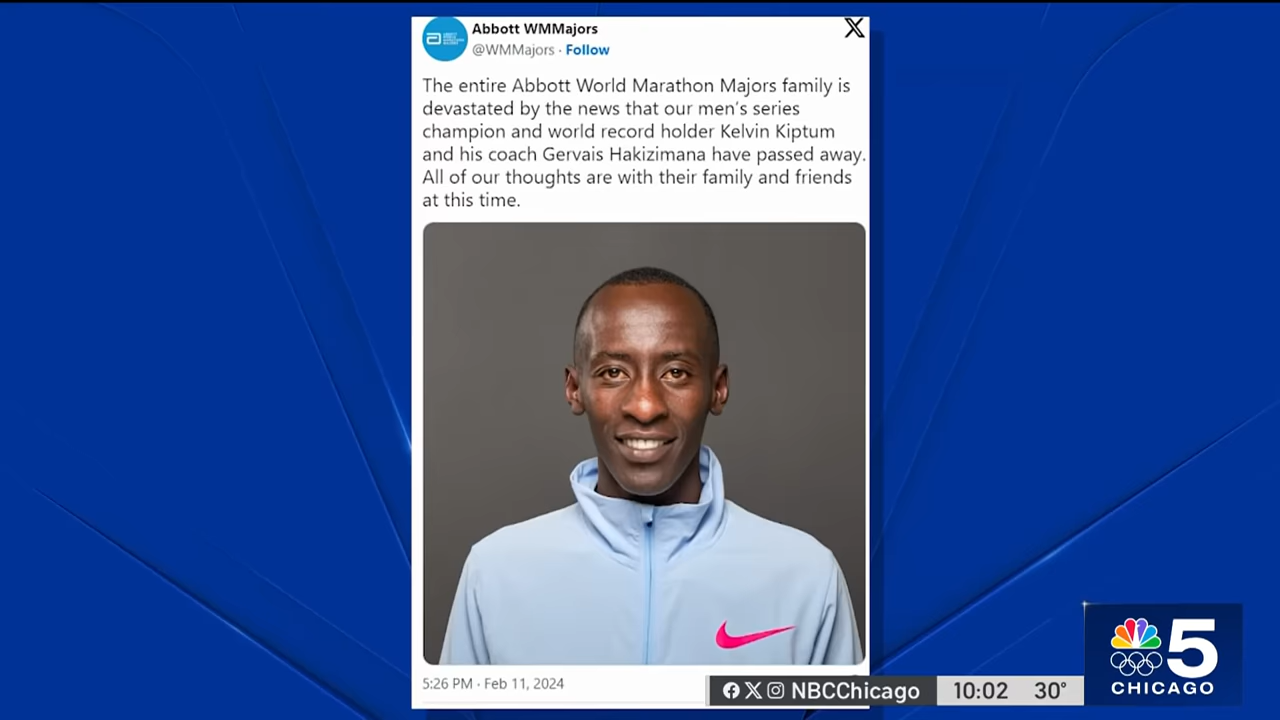 Abbott WMMajors
@WMMajors · Follow
The entire Abbott World Marathon Majors family is
devastated by the news that our men's series
champion and world record holder Kelvin Kiptum
and his coach Gervais Hakizimana have passed away.
All of our thoughts are with their family and friends
at this time.
5:26 PM · Feb 11, 2024
NBCChicago 10:02 30°
5
CHICAGO